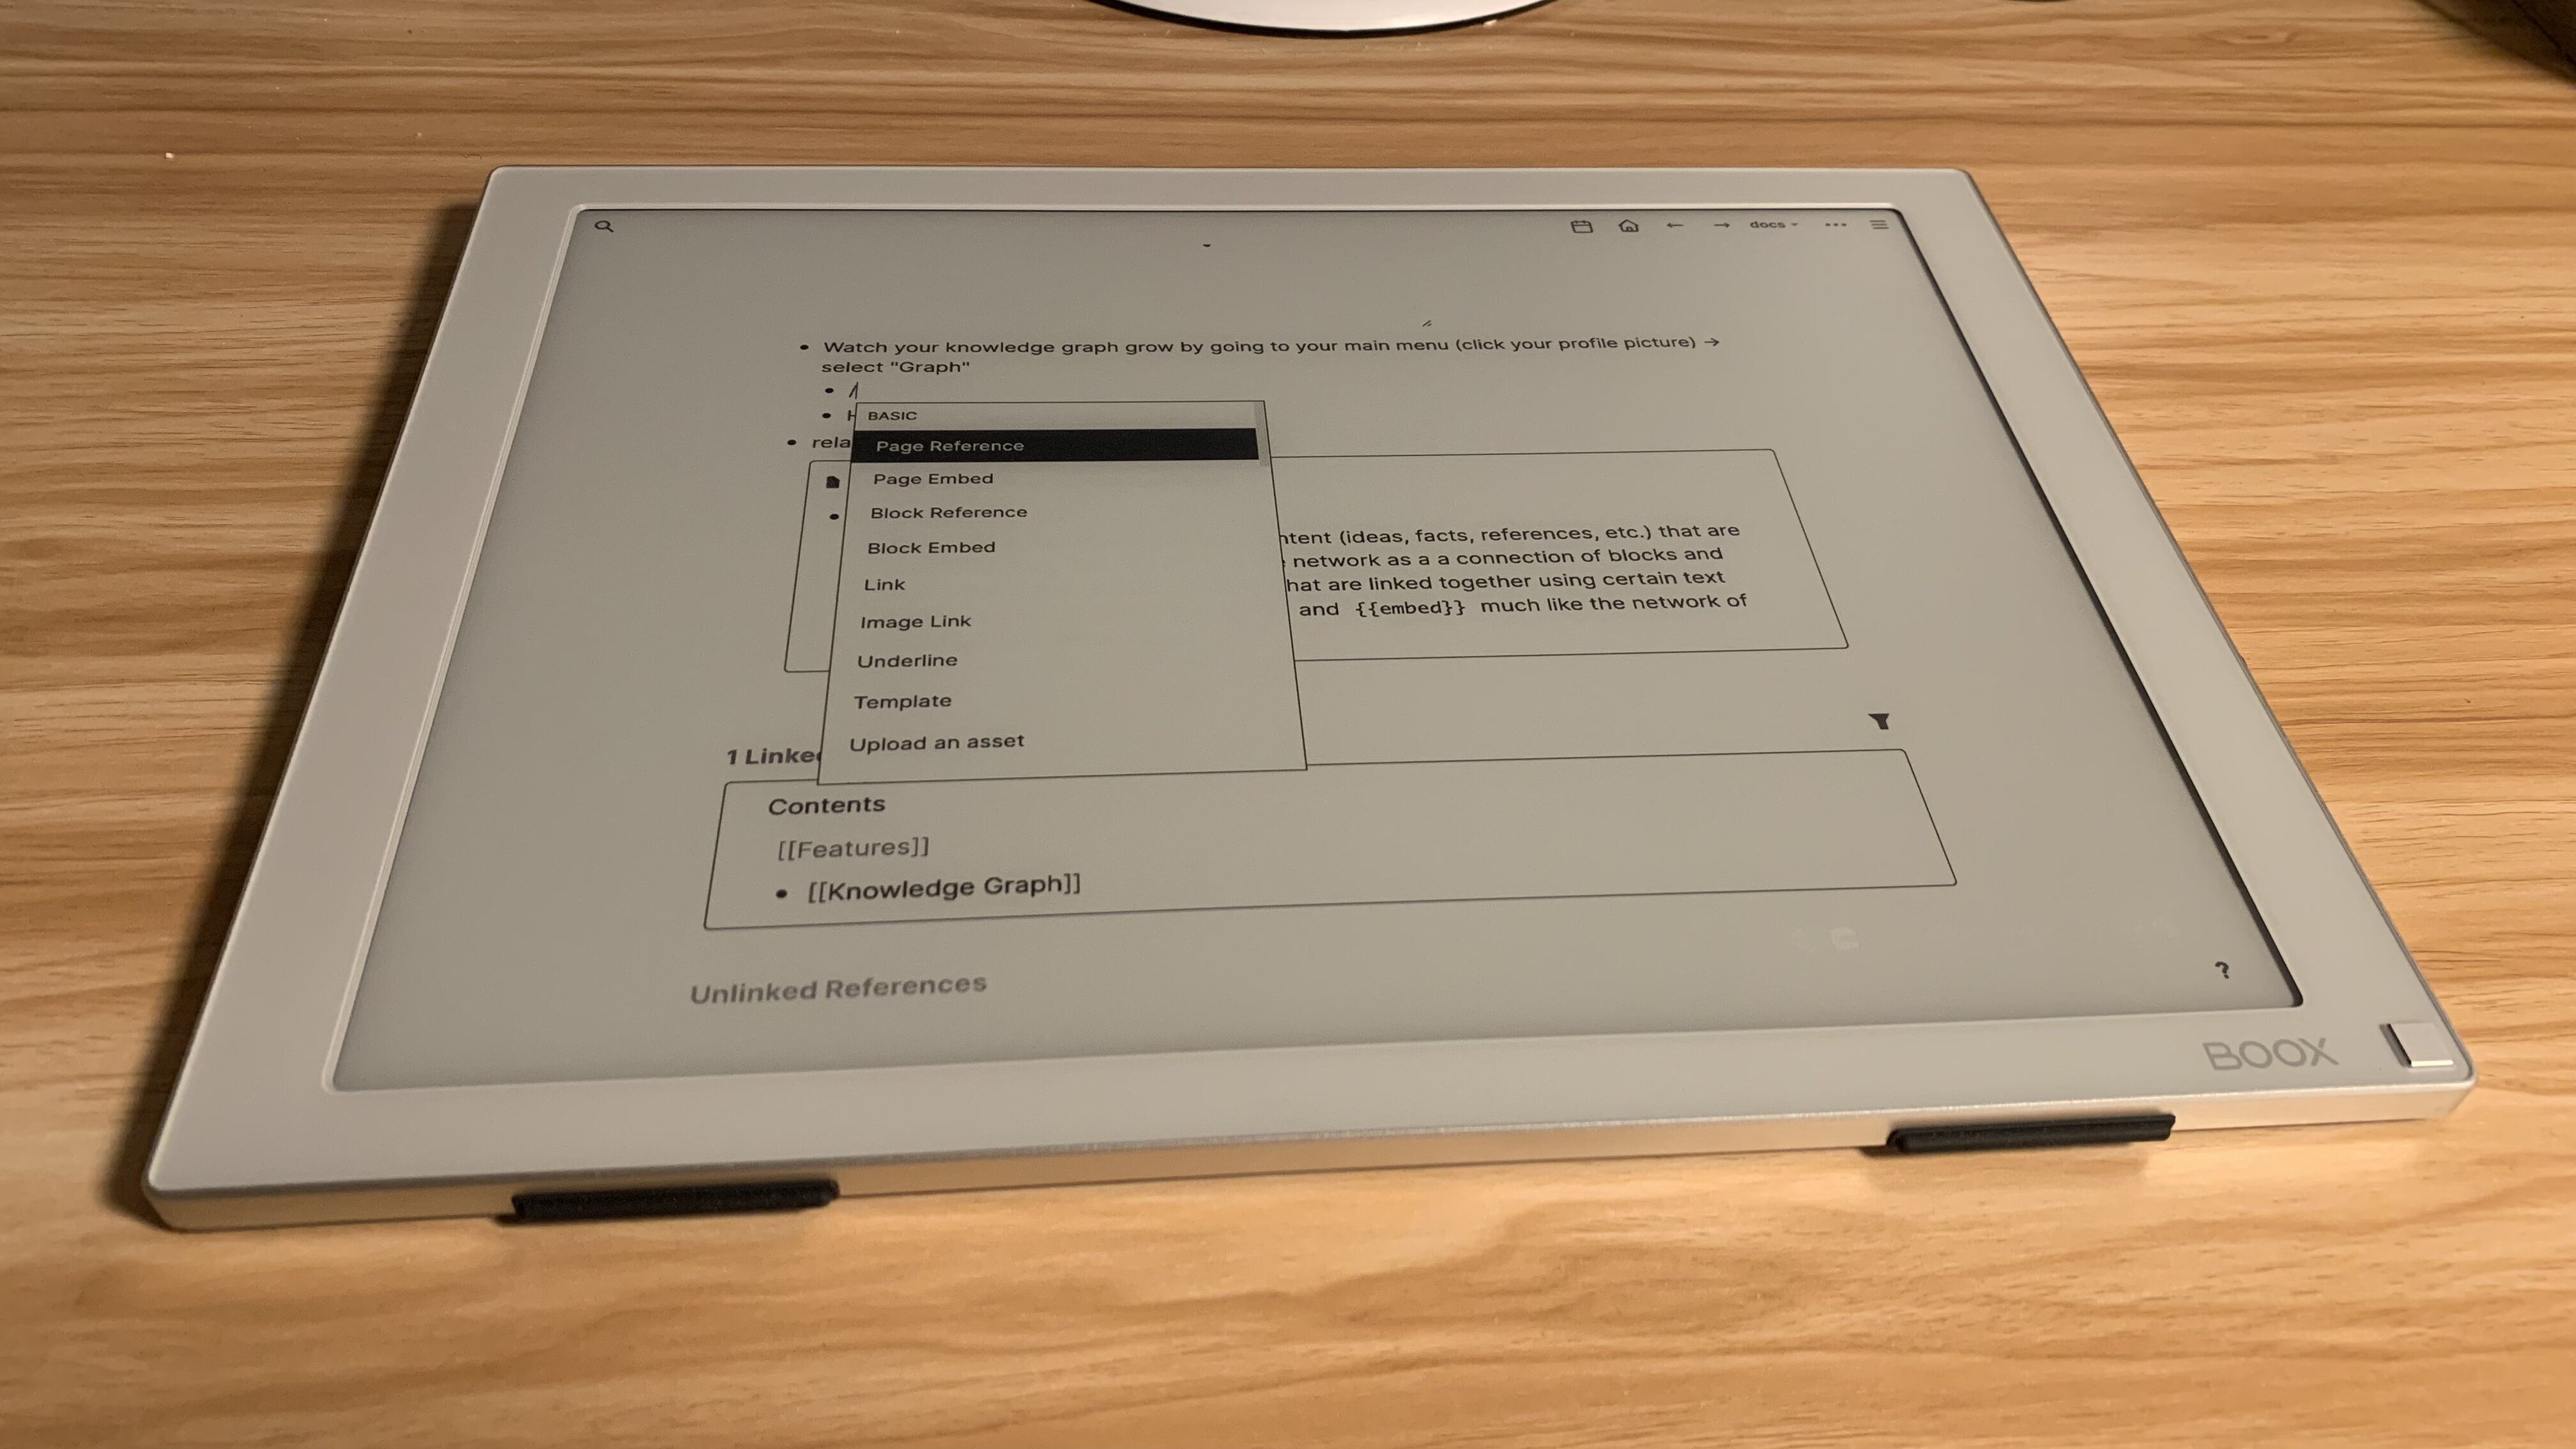 docs
• Watch your knowledge graph grow by going to your main menu (click your profile picture) →
select "Graph"
• /
• H
BASIC
• rela
Page Reference
Page Embed
Block Reference
Block Embed
Link
Image Link
Underline
Template
Upload an asset
ntent (ideas, facts, references, etc.) that are
network as a a connection of blocks and
hat are linked together using certain text
and {{embed}} much like the network of
1 Linke
Contents
[[Features]]
• [[Knowledge Graph]]
Unlinked References
?
BOOX